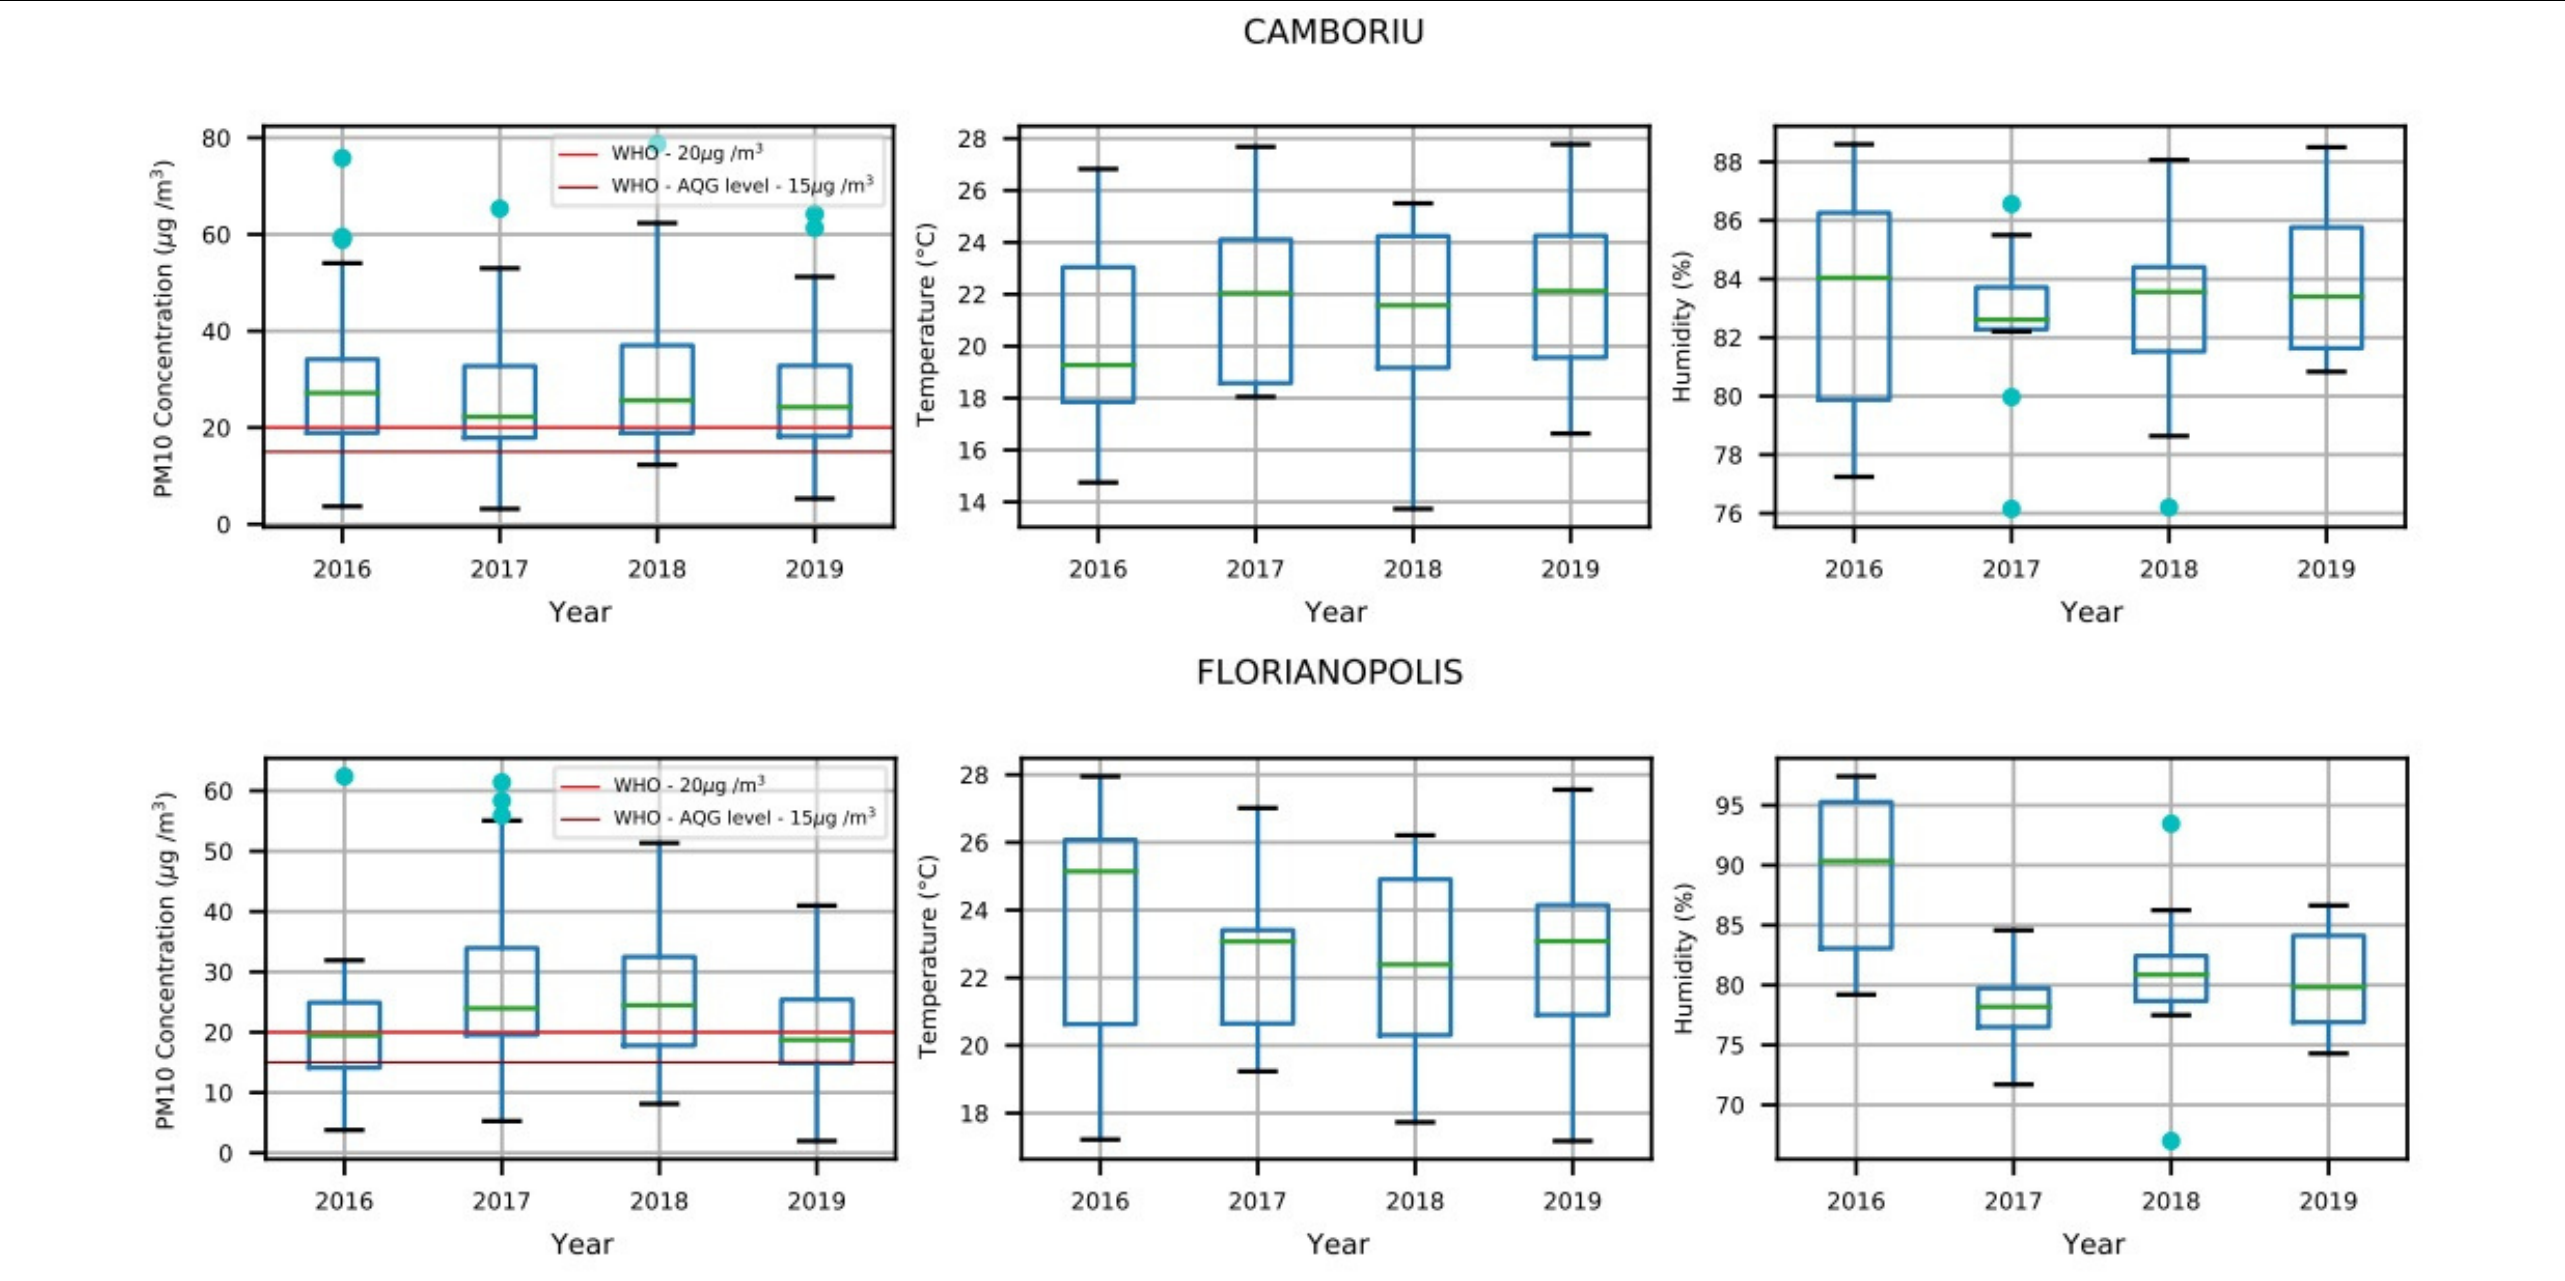 CAMBORIU
PM10 Concentration (μg /m³)
80
60
40
20
0
WHO - 20μg /m³
WHO - AQG level - 15μg /m³
2016 2017 2018 2019
Year
Temperature (°C)
28
26
24
22
20
18
16
14
2016 2017 2018 2019
Year
Humidity (%)
88
86
84
82
80
78
76
2016 2017 2018 2019
Year
FLORIANOPOLIS
PM10 Concentration (μg /m³)
60
50
40
30
20
10
0
WHO - 20μg /m³
WHO - AQG level - 15μg /m³
2016 2017 2018 2019
Year
Temperature (°C)
28
26
24
22
20
18
2016 2017 2018 2019
Year
Humidity (%)
95
90
85
80
75
70
2016 2017 2018 2019
Year